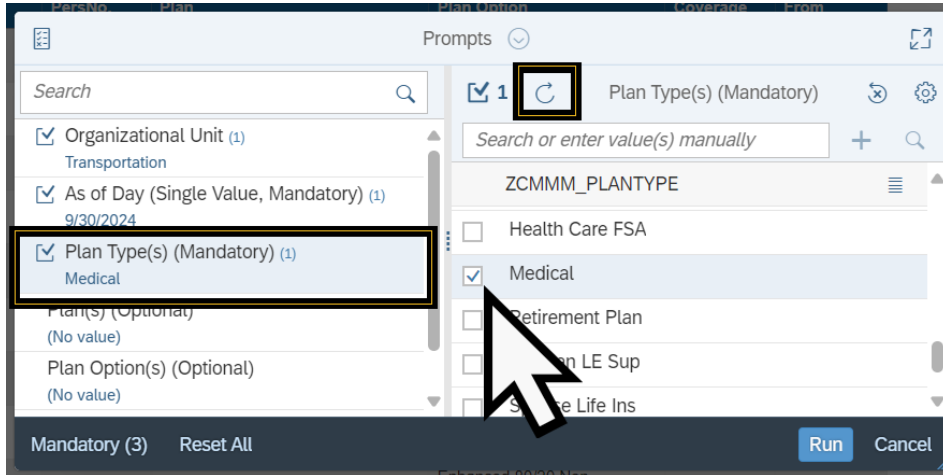 PersNo. Plan Plan Option Coverage From
Prompts
Search
1 Plan Type(s) (Mandatory)
Search or enter value(s) manually
Organizational Unit (1)
Transportation
As of Day (Single Value, Mandatory) (1)
9/30/2024
Plan Type(s) (Mandatory) (1)
Medical
Plan(s) (Optional)
(No value)
Plan Option(s) (Optional)
(No value)
ZCMMM_PLANTYPE
Health Care FSA
Medical
Retirement Plan
LE Sup
Life Ins
Mandatory (3) Reset All Run Cancel